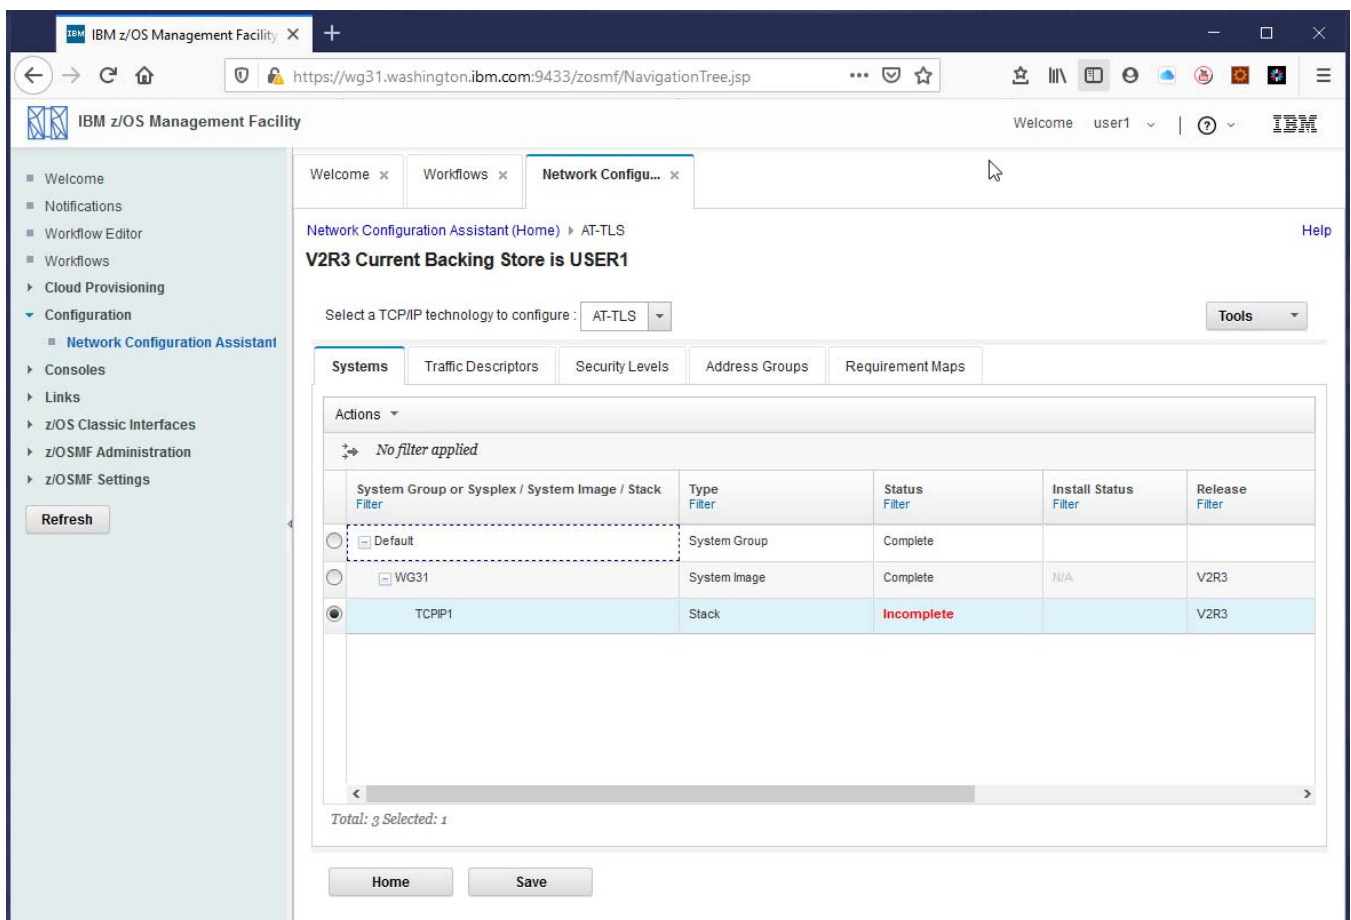 IBM IBM z/OS Management Facility
https://wg31.washington.ibm.com:9433/zosmf/NavigationTree.jsp
IBM z/OS Management Facility
Welcome user1
IBM
Welcome
Notifications
Workflow Editor
Workflows
Cloud Provisioning
Configuration
Network Configuration Assistant
Consoles
Links
z/OS Classic Interfaces
z/OSMF Administration
z/OSMF Settings
Refresh
Welcome Workflows Network Configu...
Network Configuration Assistant (Home) AT-TLS Help
V2R3 Current Backing Store is USER1
Select a TCP/IP technology to configure : AT-TLS Tools
Systems Traffic Descriptors Security Levels Address Groups Requirement Maps
Actions
No filter applied
System Group or Sysplex / System Image / Stack Type Status Install Status Release
Filter Filter Filter Filter Filter
Default System Group Complete
WG31 System Image Complete N/A V2R3
TCPIP1 Stack Incomplete V2R3
Total: 3 Selected: 1
Home Save